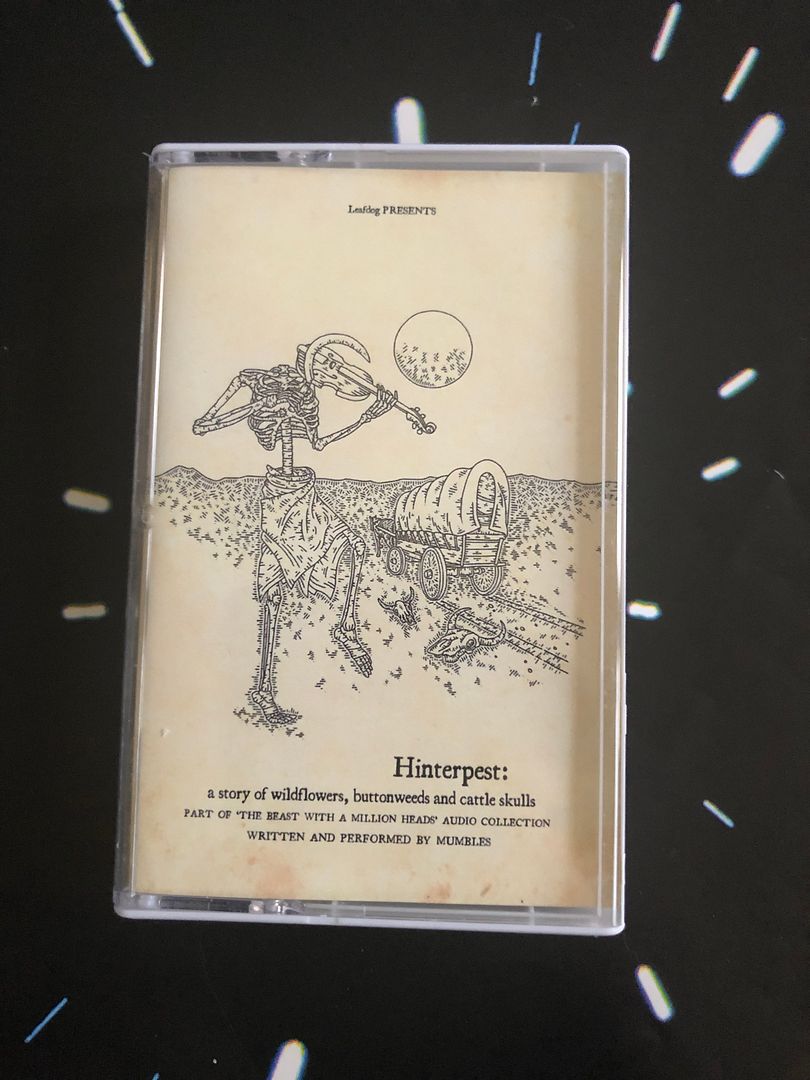 Leafdog PRESENTS
Hinterpest:
a story of wildflowers, buttonweeds and cattle skulls
PART OF 'THE BEAST WITH A MILLION HEADS' AUDIO COLLECTION
WRITTEN AND PERFORMED BY MUMBLES